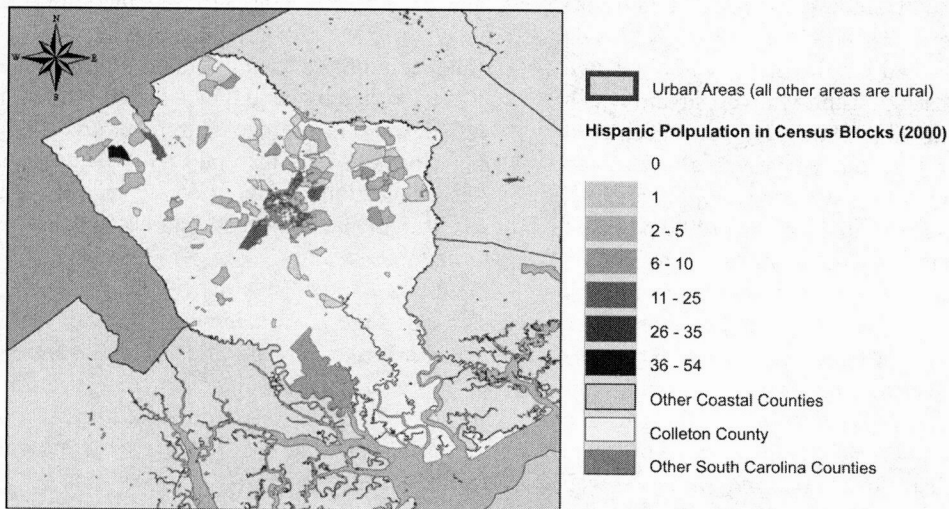 N
W E
S
Urban Areas (all other areas are rural)
Hispanic Polpulation in Census Blocks (2000)
0
1
2 - 5
6 - 10
11 - 25
26 - 35
36 - 54
Other Coastal Counties
Colleton County
Other South Carolina Counties